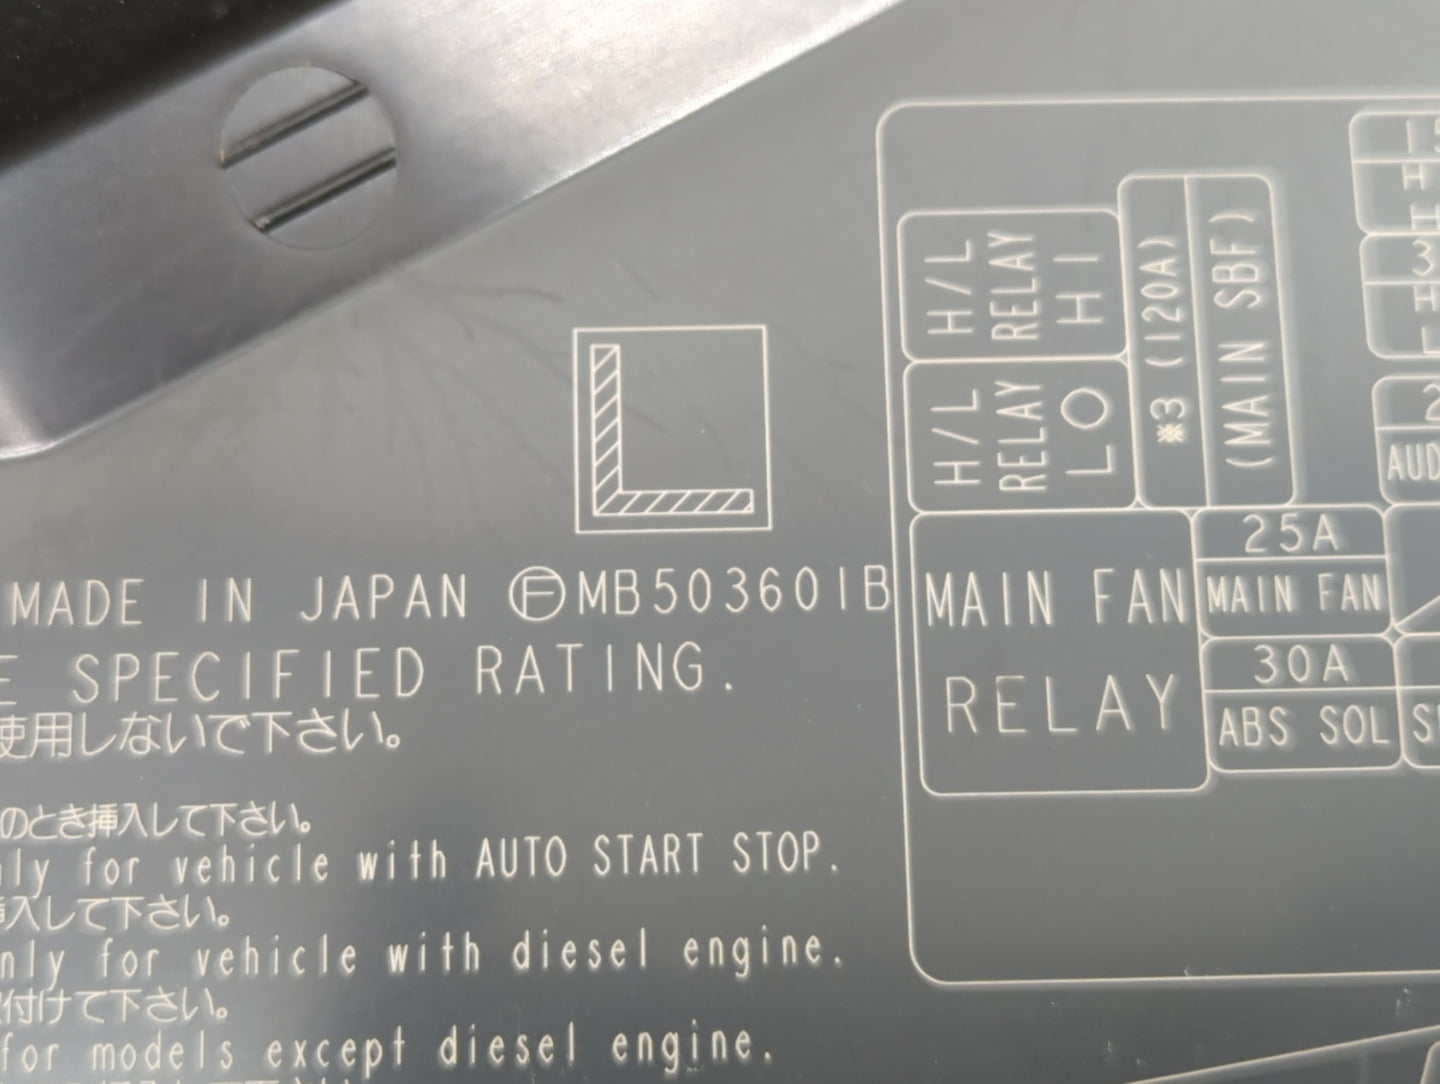 MADE IN JAPAN ⒻMB503601B
E SPECIFIED RATING.
使用しないで下さい。
のとき挿入して下さい。
nly for vehicle with AUTO START STOP.
挿入して下さい。
nly for vehicle with diesel engine.
付けて下さい。
for models except diesel engine.
H/L
RELAY
HI
H/L
RELAY
LO
※3 (120A)
(MAIN SBF)
MAIN FAN
RELAY
25A
MAIN FAN
30A
ABS SOL
AUD